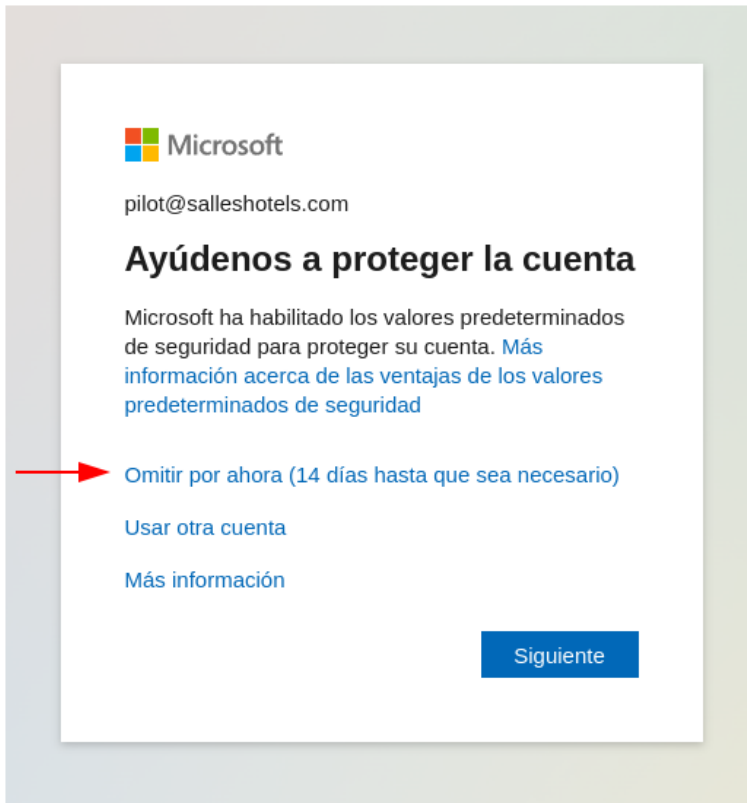 Microsoft
pilot@salleshotels.com
Ayúdenos a proteger la cuenta
Microsoft ha habilitado los valores predeterminados
de seguridad para proteger su cuenta. Más
información acerca de las ventajas de los valores
predeterminados de seguridad
Omitir por ahora (14 días hasta que sea necesario)
Usar otra cuenta
Más información
Siguiente